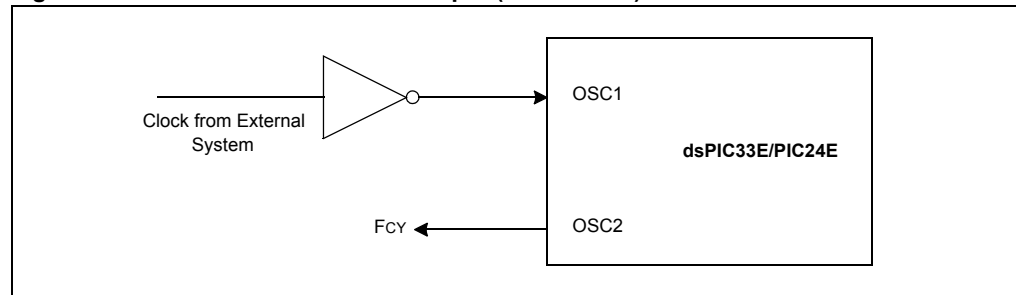 Clock from External
System
OSC1
dsPIC33E/PIC24E
FCY
OSC2